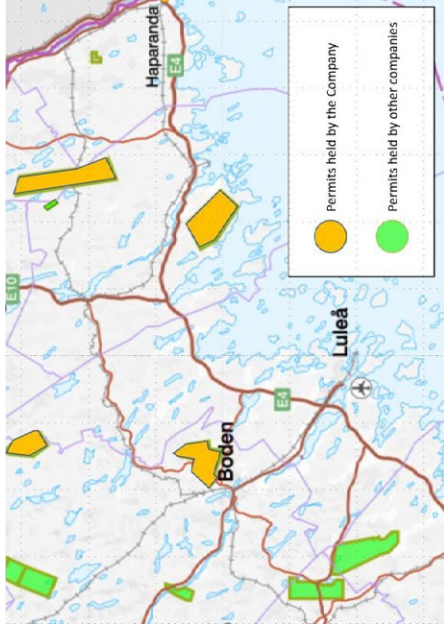 Haparanda
E4
E10
Permits held by the Company
Permits held by other companies
Luleå
E4
Boden